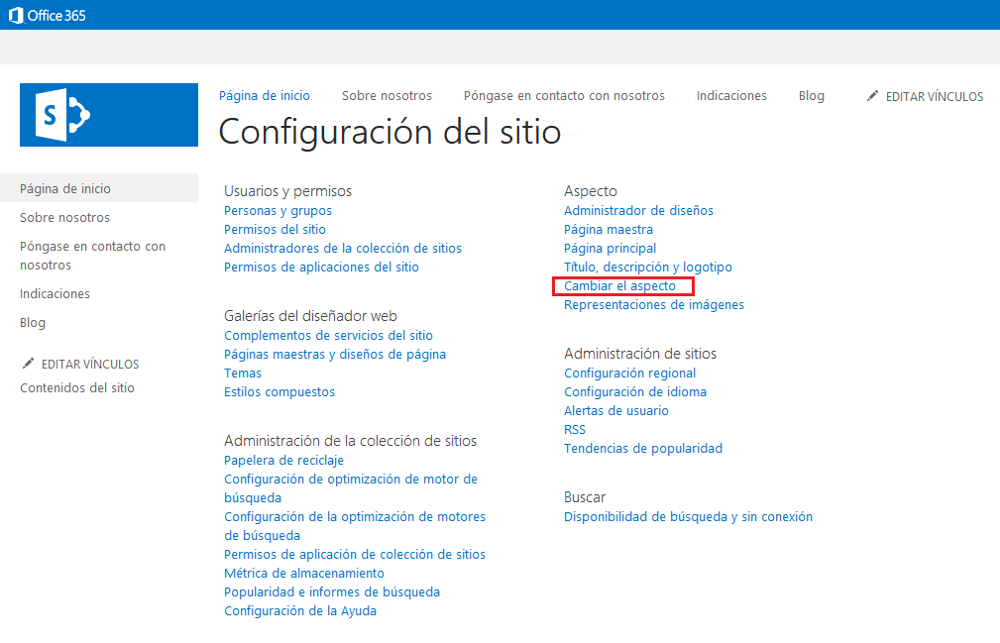 Office 365
S
Página de inicio
Sobre nosotros
Póngase en contacto con nosotros
Indicaciones
Blog
EDITAR VÍNCULOS
Configuración del sitio
Página de inicio
Sobre nosotros
Póngase en contacto con
nosotros
Indicaciones
Blog
EDITAR VÍNCULOS
Contenidos del sitio
Usuarios y permisos
Personas y grupos
Permisos del sitio
Administradores de la colección de sitios
Permisos de aplicaciones del sitio
Galerías del diseñador web
Complementos de servicios del sitio
Páginas maestras y diseños de página
Temas
Estilos compuestos
Administración de la colección de sitios
Papelera de reciclaje
Configuración de optimización de motor de
búsqueda
Configuración de la optimización de motores
de búsqueda
Permisos de aplicación de colección de sitios
Métrica de almacenamiento
Popularidad e informes de búsqueda
Configuración de la Ayuda
Aspecto
Administrador de diseños
Página maestra
Página principal
Título, descripción y logotipo
Cambiar el aspecto
Representaciones de imágenes
Administración de sitios
Configuración regional
Configuración de idioma
Alertas de usuario
RSS
Tendencias de popularidad
Buscar
Disponibilidad de búsqueda y sin conexión